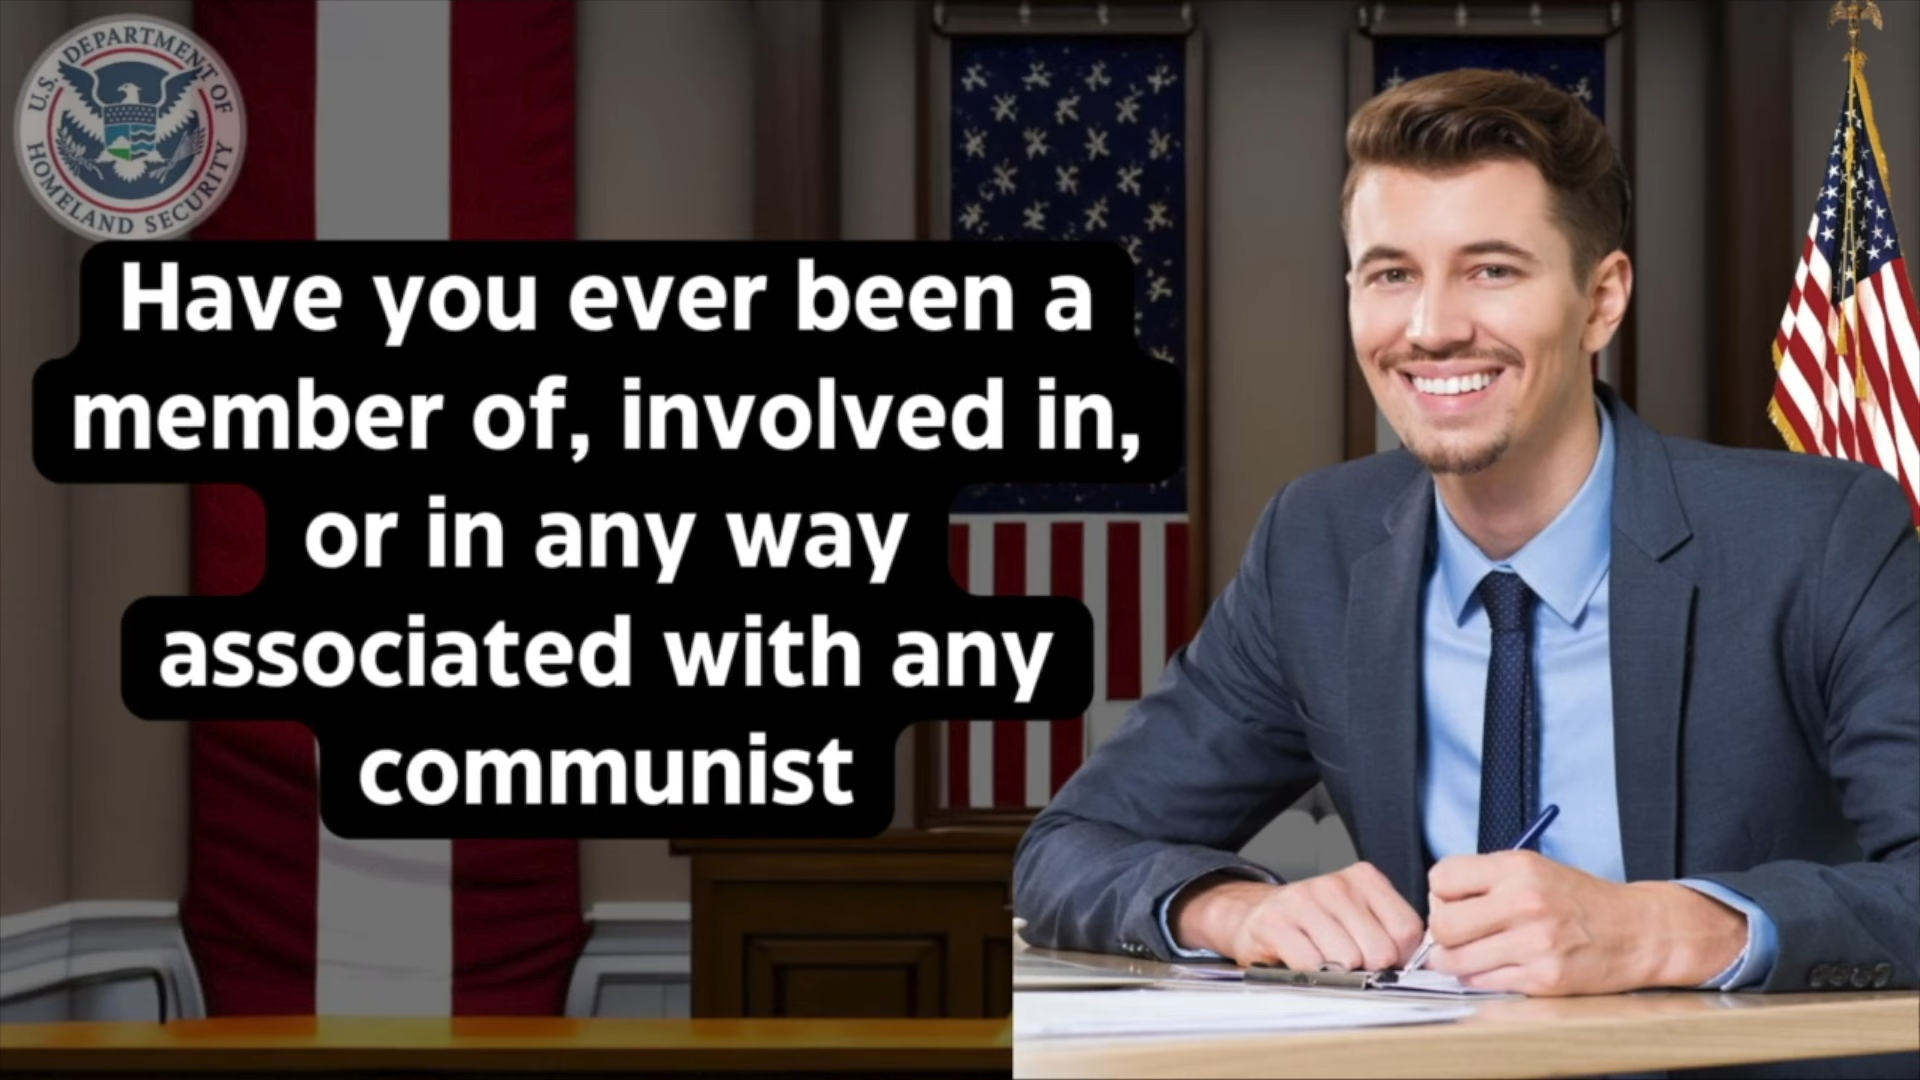 U.S. DEPARTMENT OF
HOMELAND SECURITY
Have you ever been a
member of, involved in,
or in any way
associated with any
communist